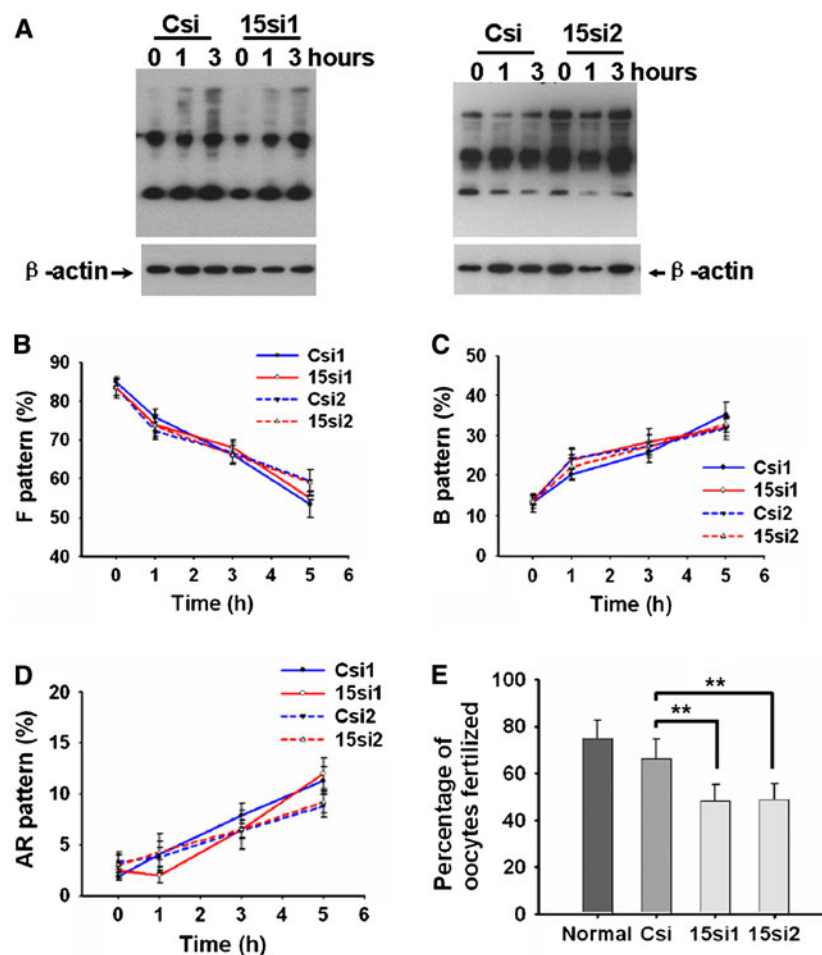 A
Csi 15si1
0 1 3 0 1 3 hours
β -actin
Csi 15si2
0 1 3 0 1 3 hours
β -actin
B
Csi1
15si1
Csi2
15si2
F pattern (%)
90
80
70
60
50
40
0 1 2 3 4 5 6
Time (h)
C
Csi1
15si1
Csi2
15si2
B pattern (%)
50
40
30
20
10
0
0 1 2 3 4 5 6
Time (h)
D
Csi1
15si1
Csi2
15si2
AR pattern (%)
20
15
10
5
0
0 1 2 3 4 5 6
Time (h)
E
Percentage of
oocytes fertilized
100
80
60
40
20
0
**
**
Normal Csi 15si1 15si2